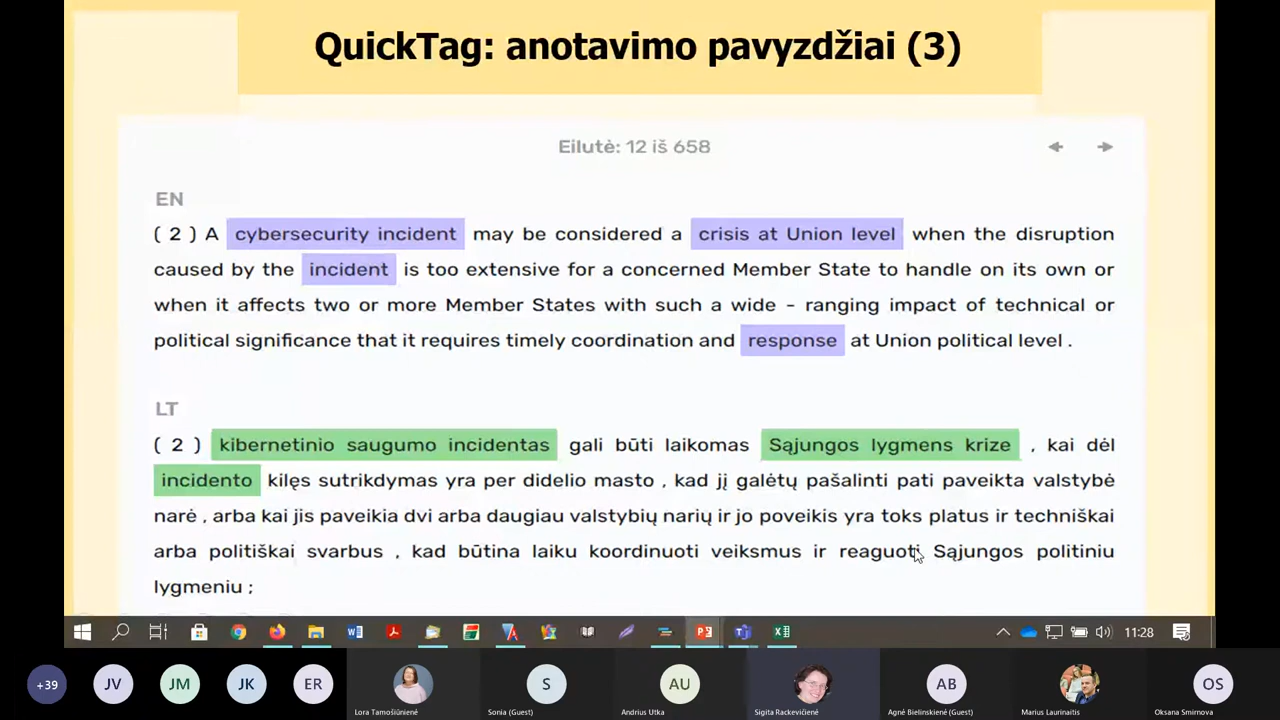 QuickTag: anotavimo pavyzdžiai (3)
Eilutė: 12 iš 658
EN
( 2 ) A cybersecurity incident may be considered a crisis at Union level when the disruption
caused by the incident is too extensive for a concerned Member State to handle on its own or
when it affects two or more Member States with such a wide - ranging impact of technical or
political significance that it requires timely coordination and response at Union political level .
LT
( 2 ) kibernetinio saugumo incidentas gali būti laikomas Sąjungos lygmens krize , kai dėl
incidento kilęs sutrikdymas yra per didelio masto , kad jį galėtų pašalinti pati paveikta valstybė
narė , arba kai jis paveikia dvi arba daugiau valstybių narių ir jo poveikis yra toks platus ir techniškai
arba politiškai svarbus , kad būtina laiku koordinuoti veiksmus ir reaguoti Sąjungos politiniu
lygmeniu ;
11:28
+39 JV JM JK ER S AU AB OS
Lora Tamošiūnienė Sonia (Guest) Andrius Utka Sigita Rackevičienė Agnė Bielinskienė (Guest) Marius Laurinaitis Oksana Smirnova